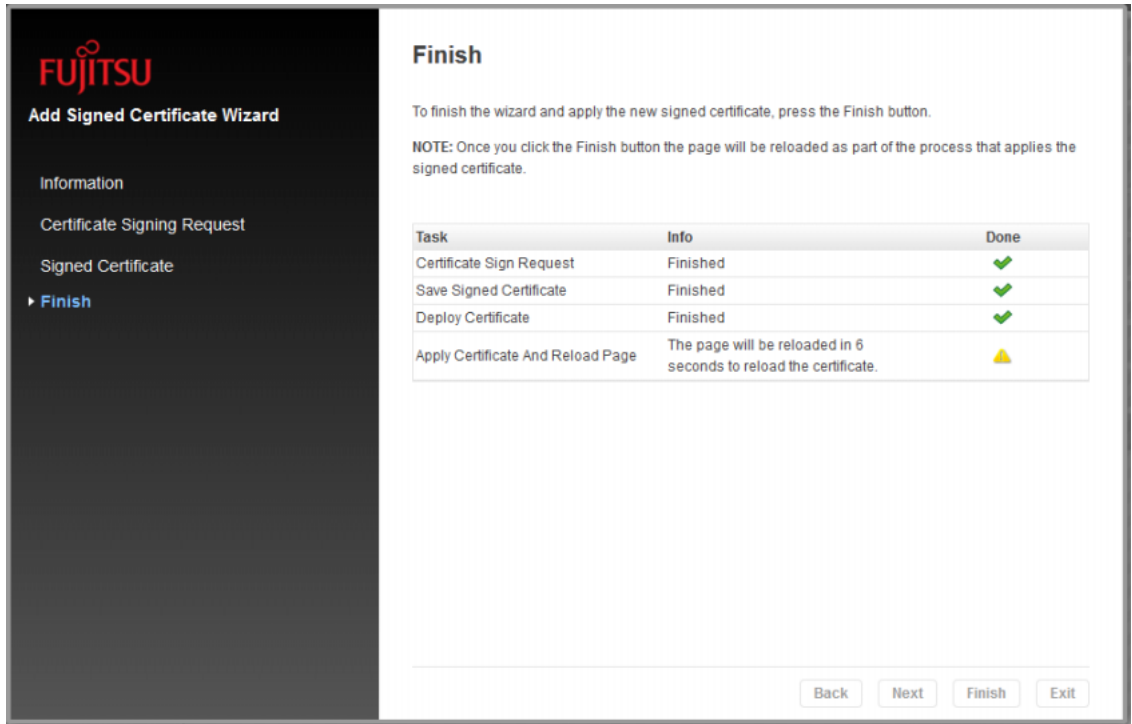 FUJITSU
Add Signed Certificate Wizard
Information
Certificate Signing Request
Signed Certificate
Finish
Finish
To finish the wizard and apply the new signed certificate, press the Finish button.
NOTE: Once you click the Finish button the page will be reloaded as part of the process that applies the
signed certificate.
Task Info Done
Certificate Sign Request Finished
Save Signed Certificate Finished
Deploy Certificate Finished
Apply Certificate And Reload Page The page will be reloaded in 6
seconds to reload the certificate.
Back Next Finish Exit